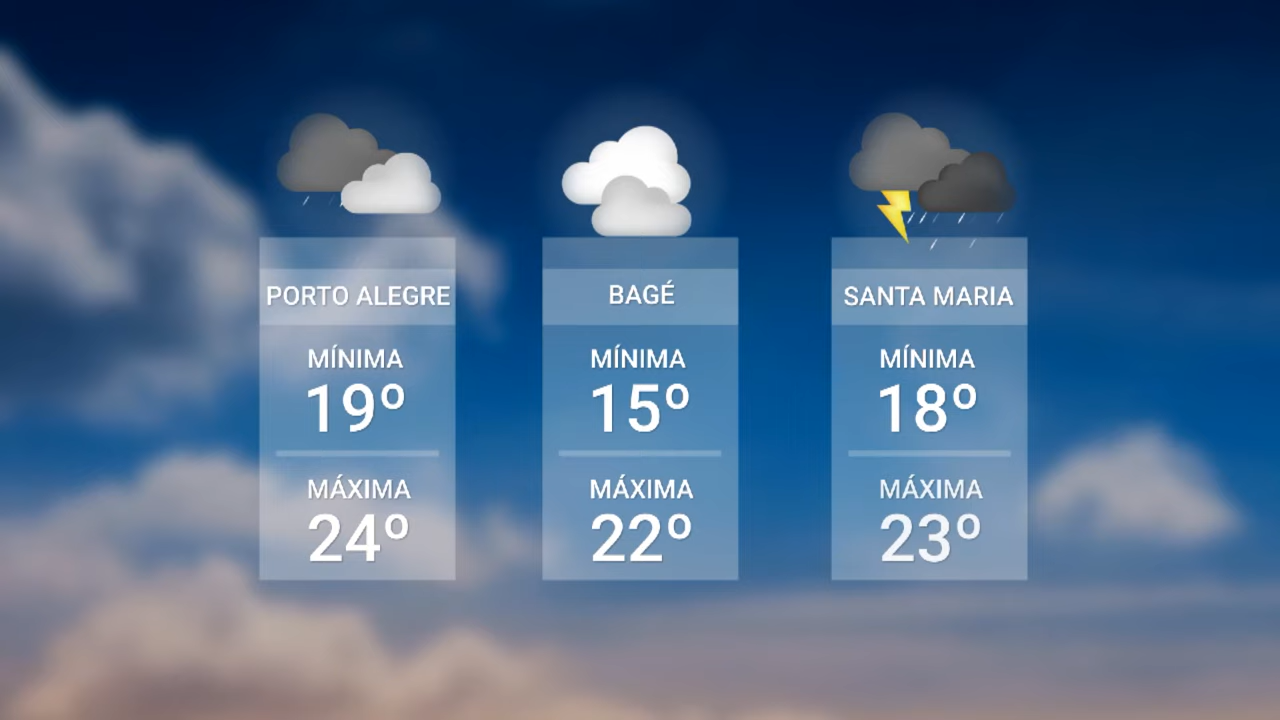 PORTO ALEGRE
MÍNIMA
19º
MÁXIMA
24º
BAGÉ
MÍNIMA
15º
MÁXIMA
22º
SANTA MARIA
MÍNIMA
18º
MÁXIMA
23º